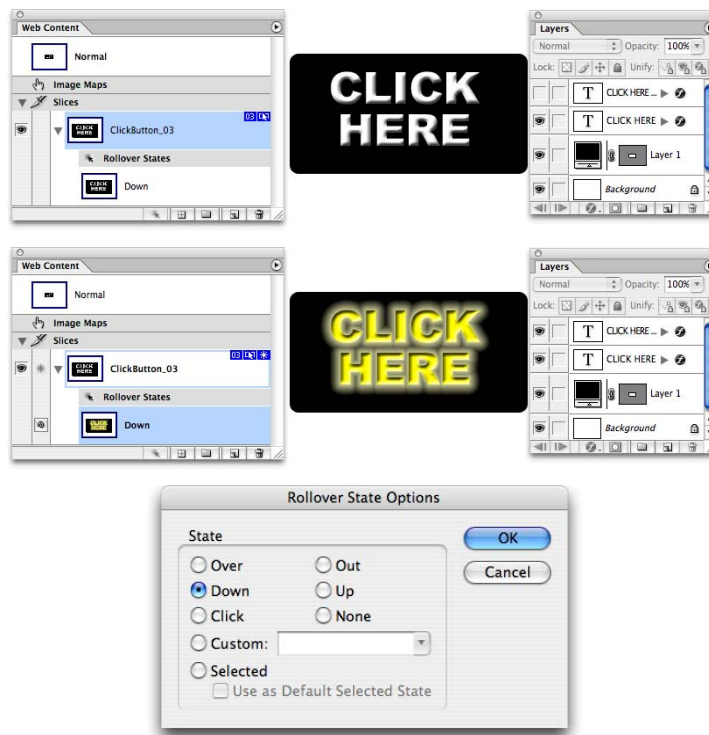 Web Content
Normal
Image Maps
Slices
03
ClickButton_03
Rollover States
Down
CLICK
HERE
Layers
Normal
Opacity: 100%
Lock:
Unify:
CLICK HERE ...
CLICK HERE
Layer 1
Background
Web Content
Normal
Image Maps
Slices
03
ClickButton_03
Rollover States
Down
CLICK
HERE
Layers
Normal
Opacity: 100%
Lock:
Unify:
CLICK HERE ...
CLICK HERE
Layer 1
Background
Rollover State Options
State
Over
Out
Down
Up
Click
None
Custom:
Selected
Use as Default Selected State
OK
Cancel